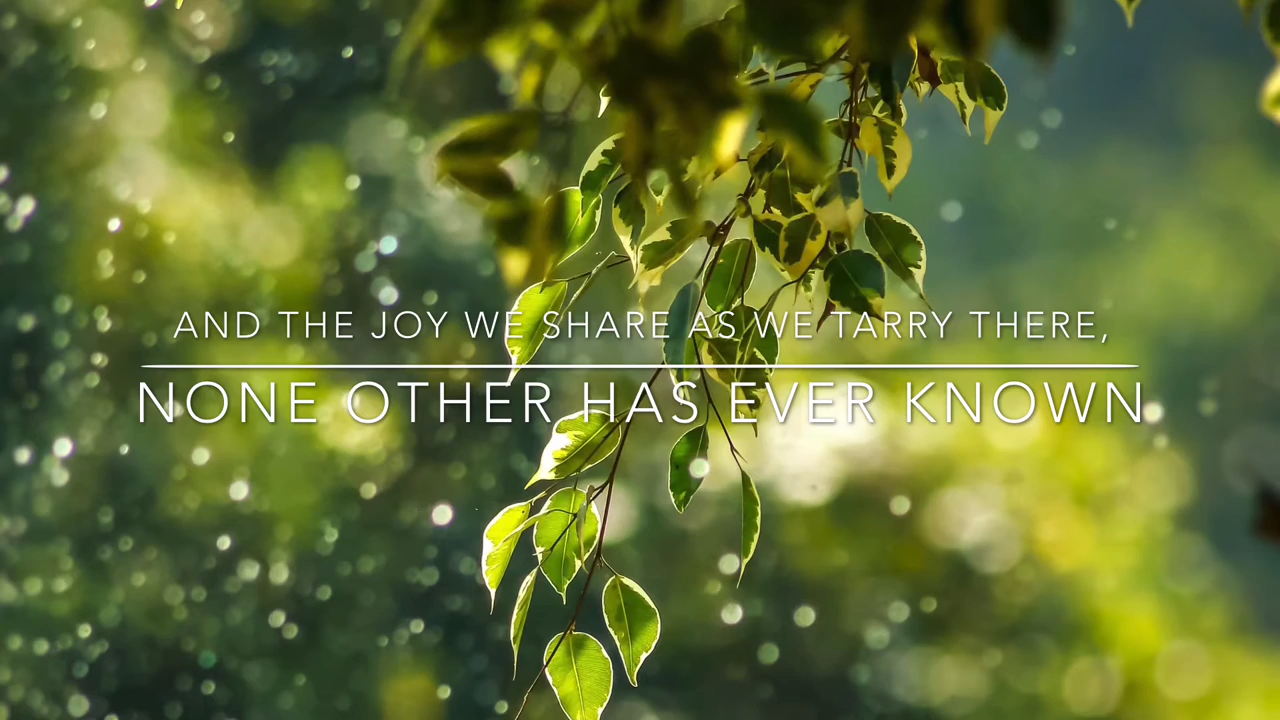 AND THE JOY WE SHARE AS WE TARRY THERE,
NONE OTHER HAS EVER KNOWN